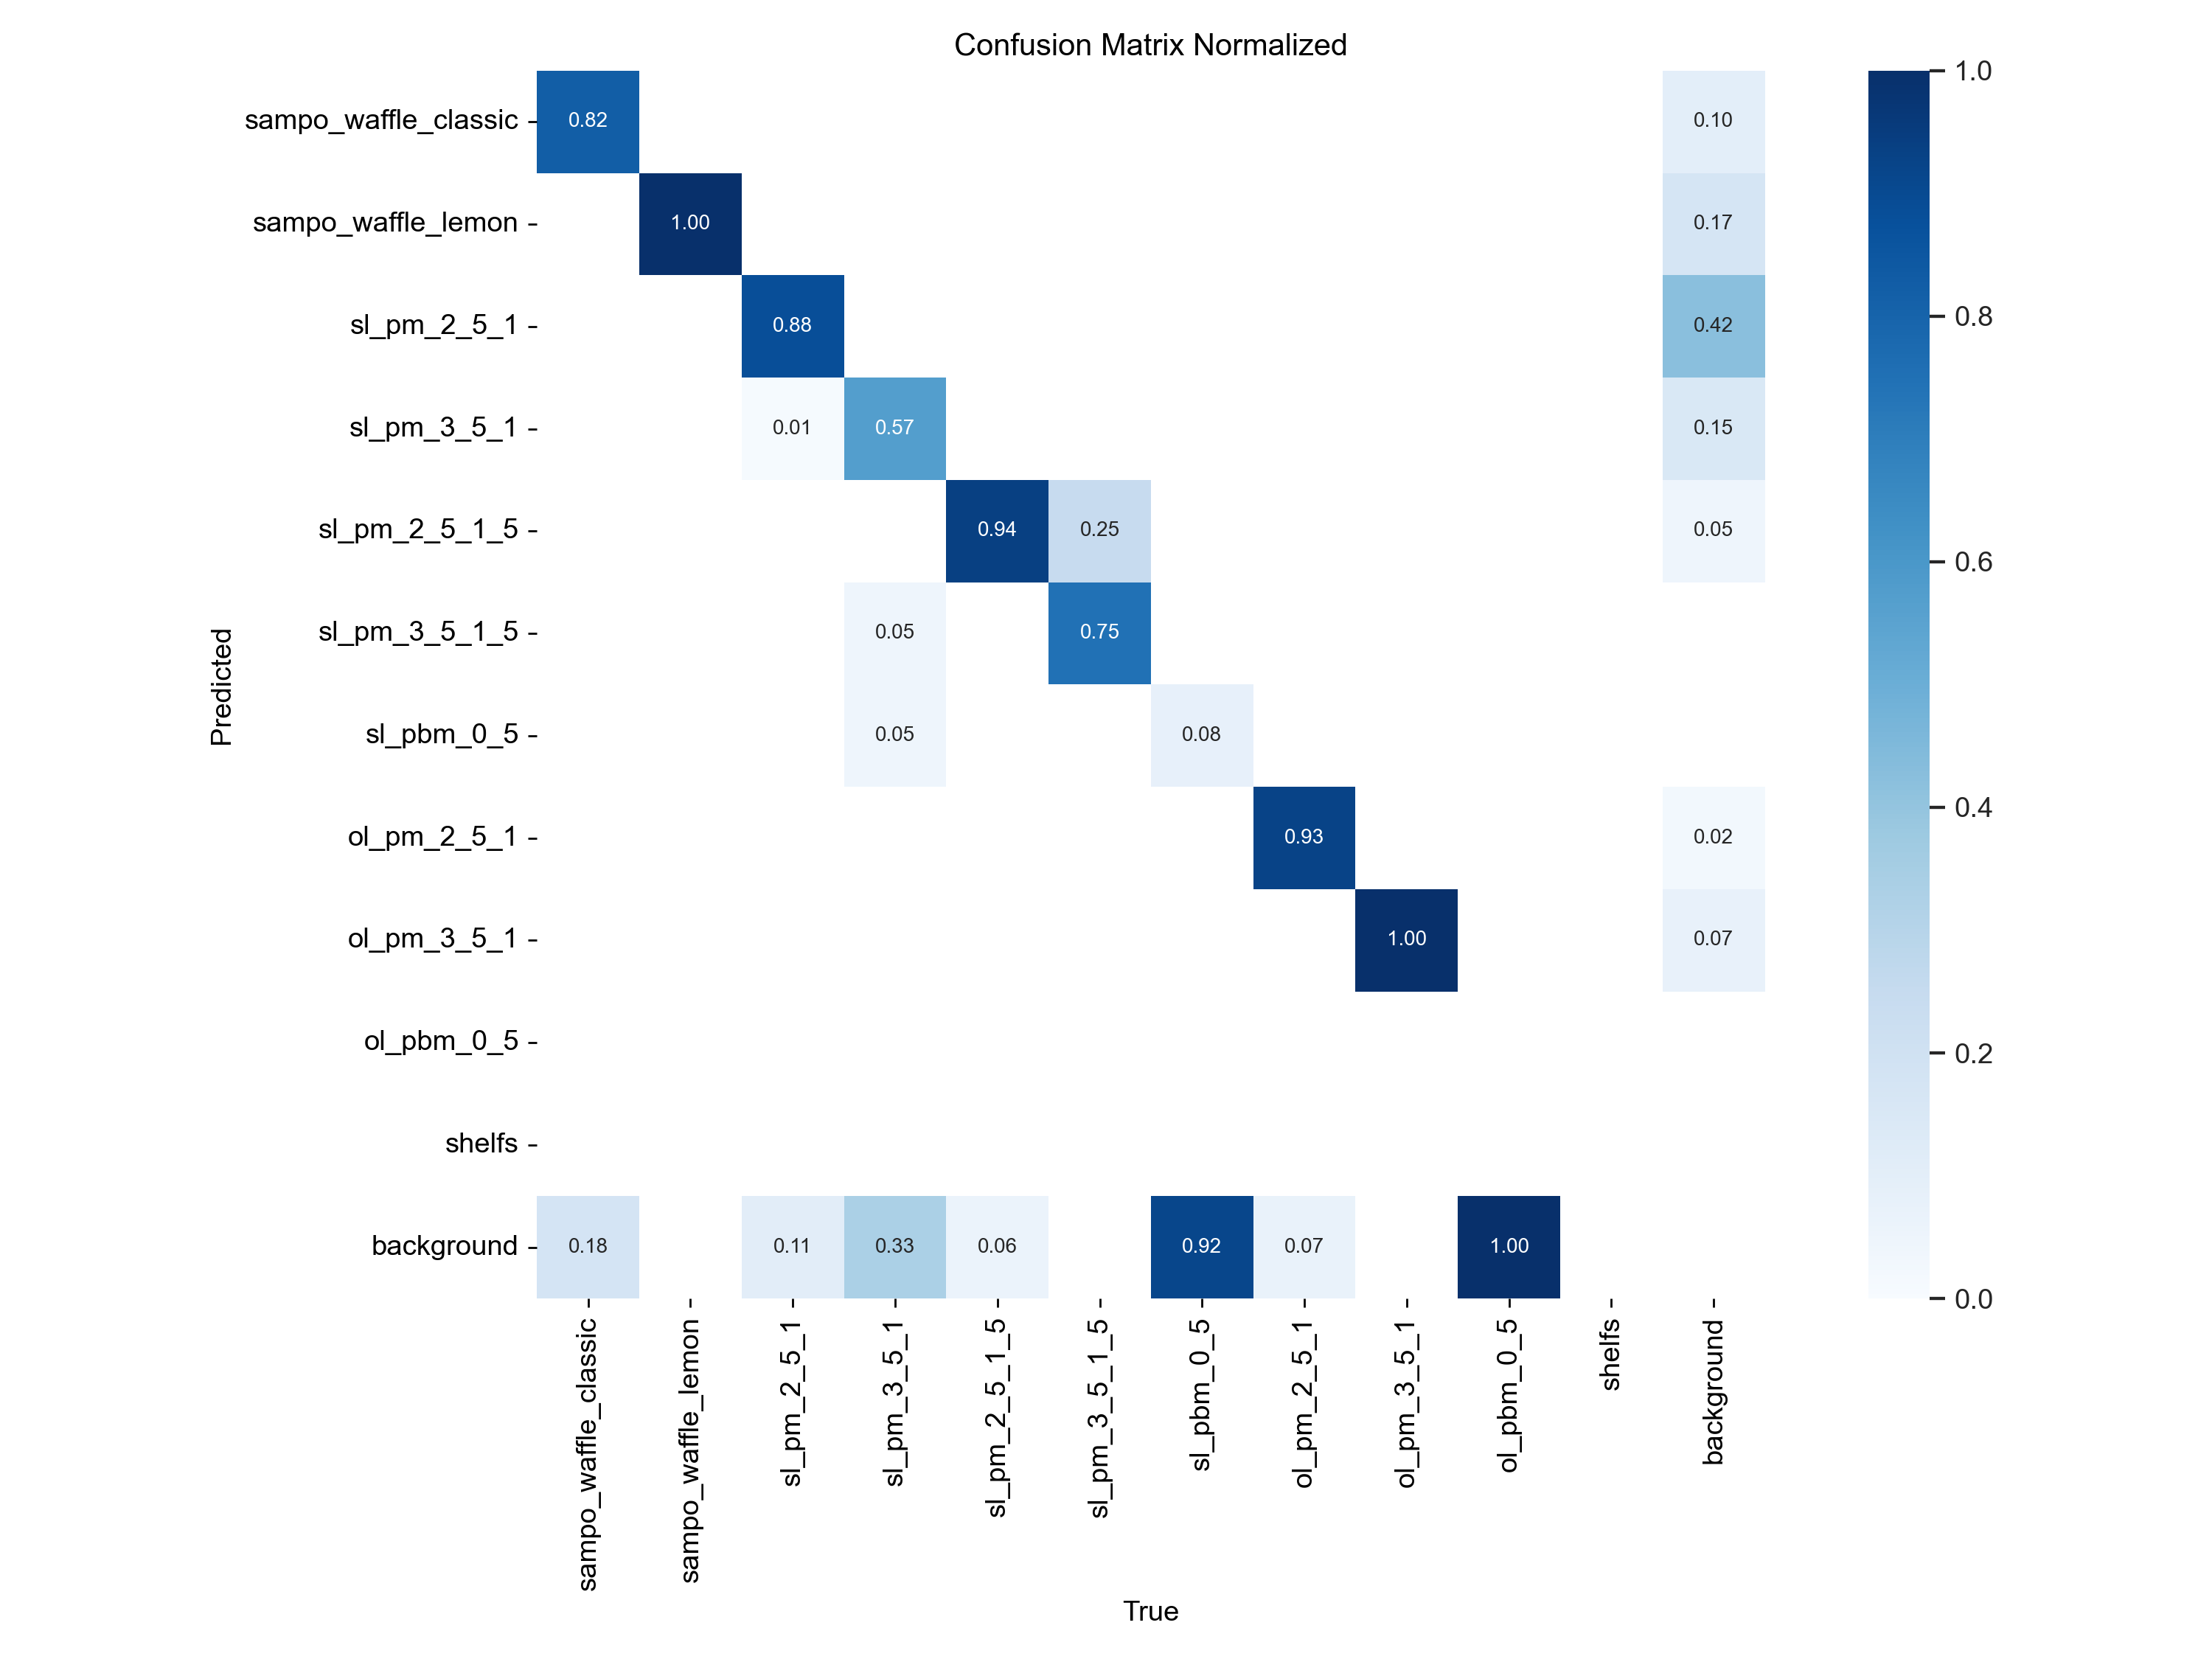 Confusion Matrix Normalized
sampo_waffle_classic 0.82 0.10 1.0
sampo_waffle_lemon 1.00 0.17
sl_pm_2_5_1 0.88 0.42 0.8
sl_pm_3_5_1 0.01 0.57 0.15
sl_pm_2_5_1_5 0.94 0.25 0.05 0.6
sl_pm_3_5_1_5 0.05 0.75
Predicted
sl_pbm_0_5 0.05 0.08
ol_pm_2_5_1 0.93 0.02 0.4
ol_pm_3_5_1 1.00 0.07
ol_pbm_0_5 0.2
shelfs
background 0.18 0.11 0.33 0.06 0.92 0.07 1.00 0.0
sampo_waffle_classic
sampo_waffle_lemon
sl_pm_2_5_1
sl_pm_3_5_1
sl_pm_2_5_1_5
sl_pm_3_5_1_5
sl_pbm_0_5
ol_pm_2_5_1
ol_pm_3_5_1
ol_pbm_0_5
shelfs
background
True